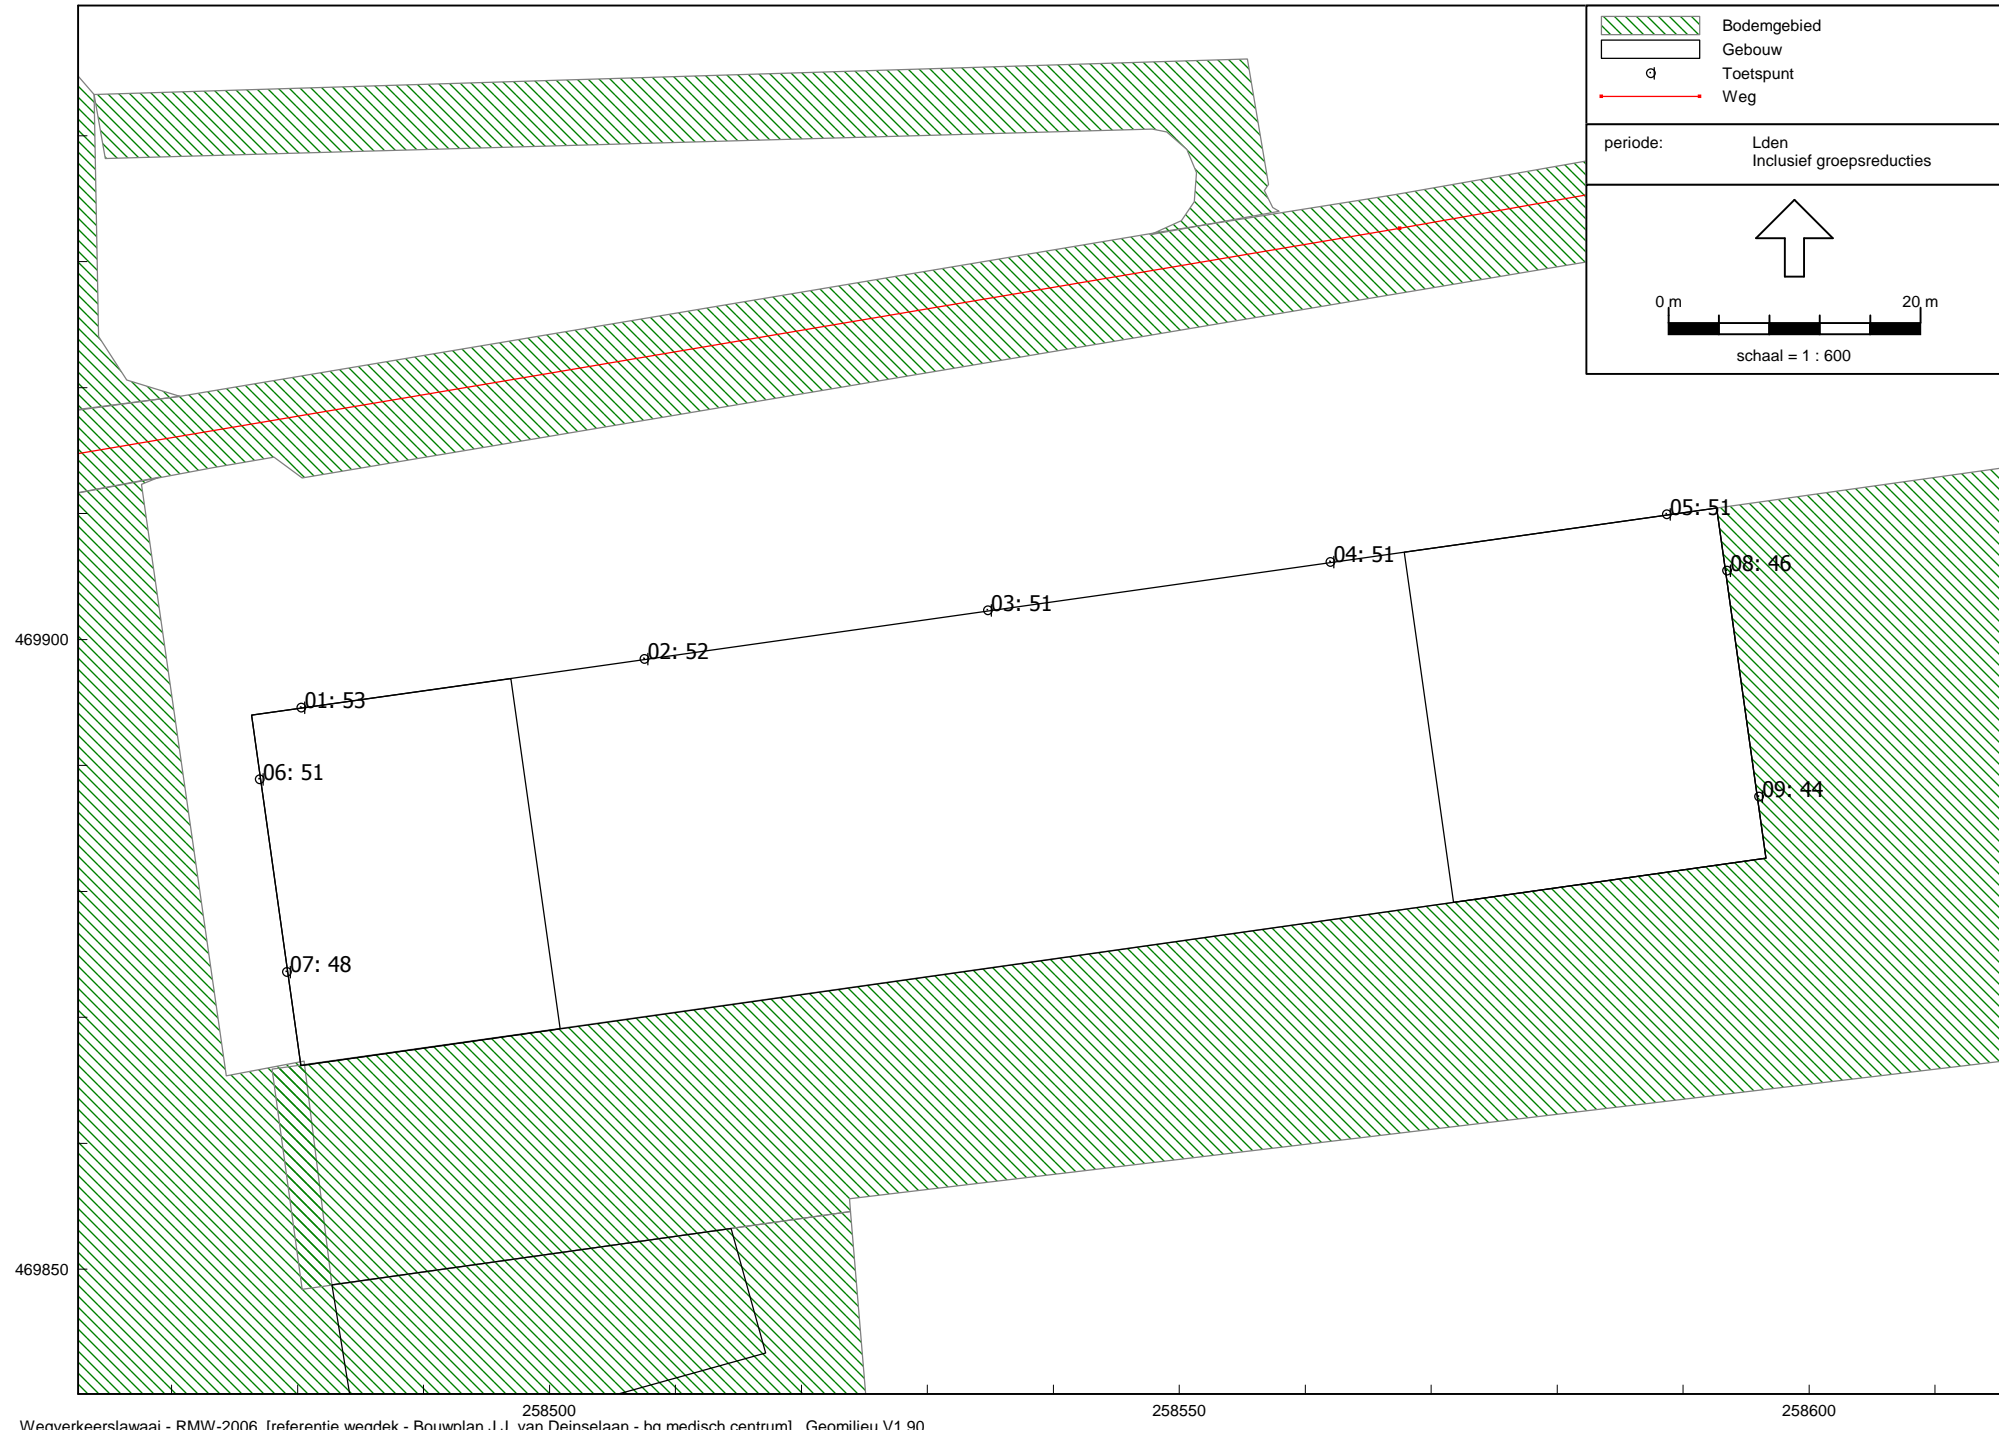 Bodemgebied
Gebouw
Toetspunt
Weg
periode: Lden
Inclusief groepsreducties
0 m 20 m
schaal = 1 : 600
05: 51
04: 51
08: 46
03: 51
469900
02: 52
01: 53
06: 51
09: 44
07: 48
469850
258500 258550 258600
Wegverkeerslawaai - RMW-2006, [referentie wegdek - Bouwplan J.J. van Deinselaan - bg medisch centrum] , Geomilieu V1.90